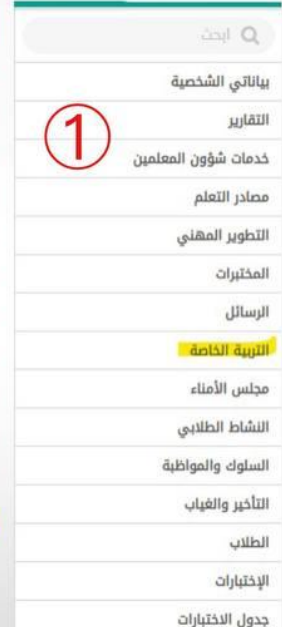 ابحث
بياناتي الشخصية
التقارير
1
خدمات شؤون المعلمين
مصادر التعلم
التطوير المهني
المختبرات
الرسائل
التربية الخاصة
مجلس الأمناء
النشاط الطلابي
السلوك والمواظبة
التأخير والغياب
الطلاب
الإختبارات
جدول الاختبارات